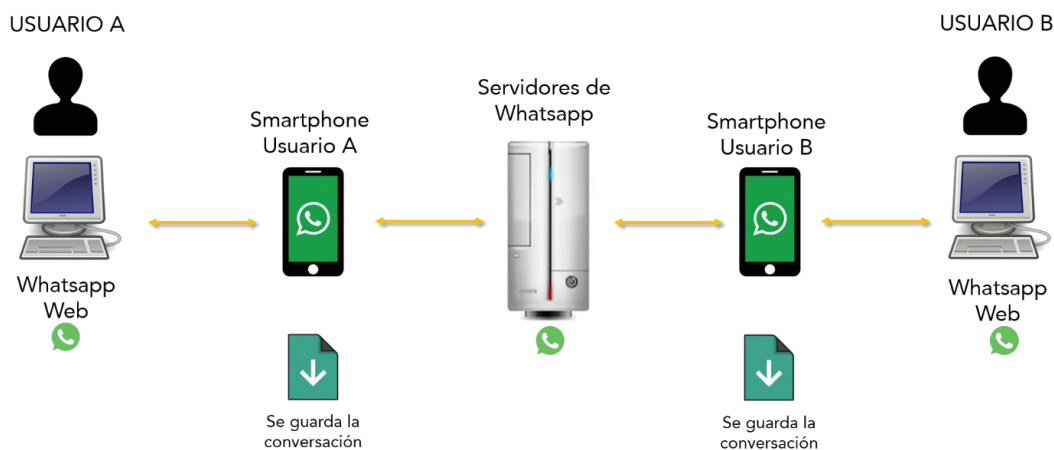 USUARIO A
USUARIO B
Servidores de
Whatsapp
Smartphone
Usuario A
Smartphone
Usuario B
Whatsapp
Web
Whatsapp
Web
Se guarda la
conversación
Se guarda la
conversación